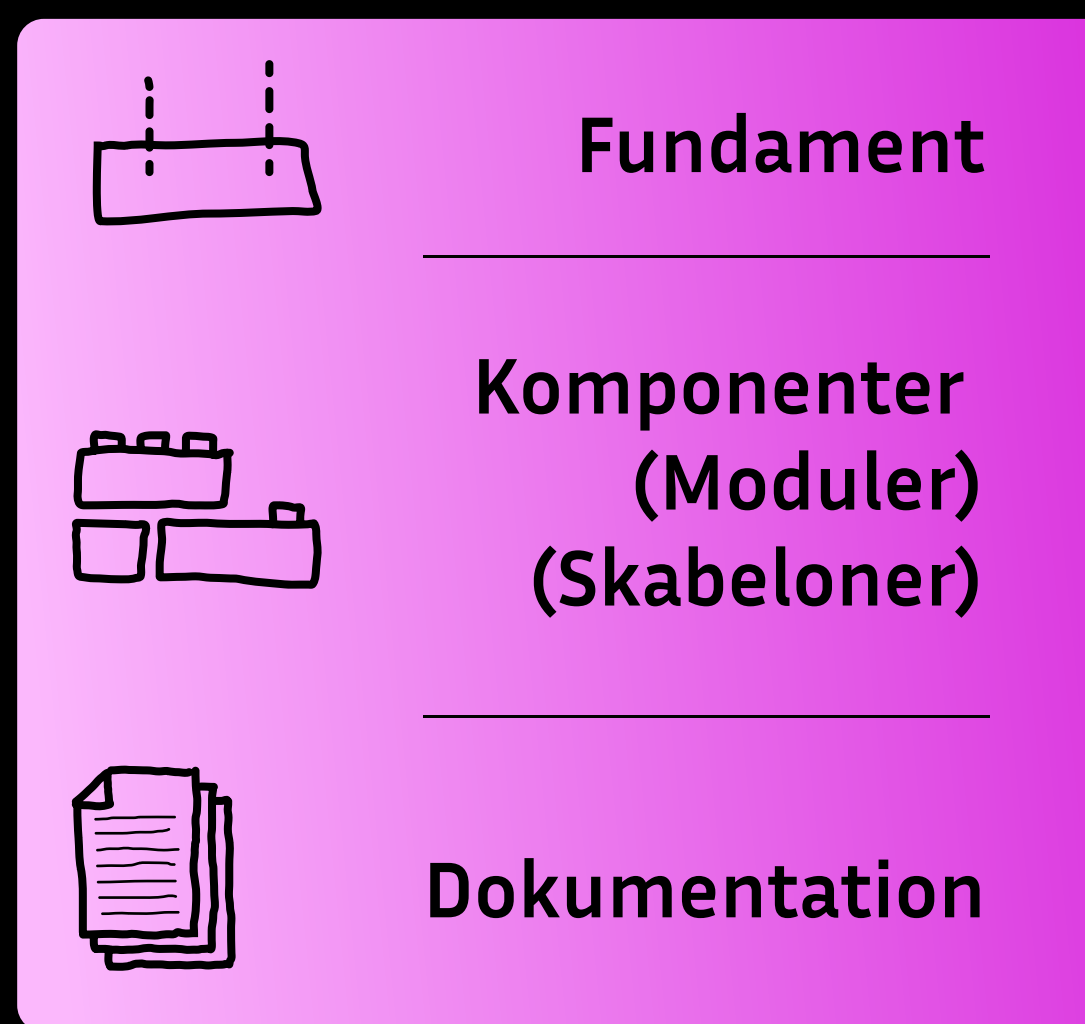 Fundament
Komponenter
(Moduler)
(Skabeloner)
Dokumentation